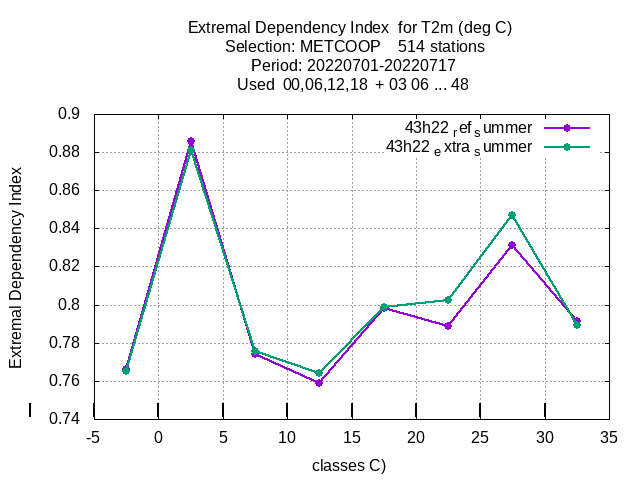 Extremal Dependency Index for T2m (deg C)
Selection: METCOOP 514 stations
Period: 20220701-20220717
Used 00,06,12,18 + 03 06 ... 48
43h22 ref summer
43h22 extra summer
Extremal Dependency Index
0.9
0.88
0.86
0.84
0.82
0.8
0.78
0.76
0.74
-5 0 5 10 15 20 25 30 35
classes C)